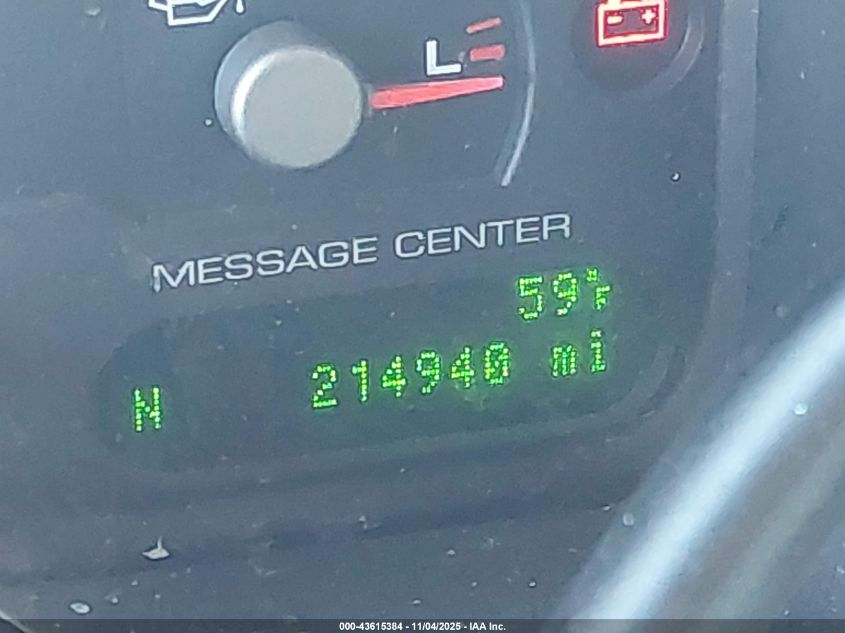 L
MESSAGE CENTER
59°F
N 214940 mi
000-43615384 - 11/04/2025 - IAA Inc.